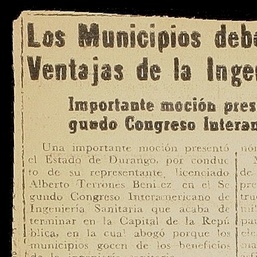 Los Municipios deb
Ventajas de la Inge
Importante moción pres
gundo Congreso Interam
Una importante moción presentó
el Estado de Durango, por conduc
to de su representante, licenciado
Alberto Terrones Benítez en el Se
gundo Congreso Interamericano de
Ingeniería Sanitaria que acaba de
terminar en la Capital de la Repú
blica, en la cual abogó porque los
municipios gocen de los beneficios